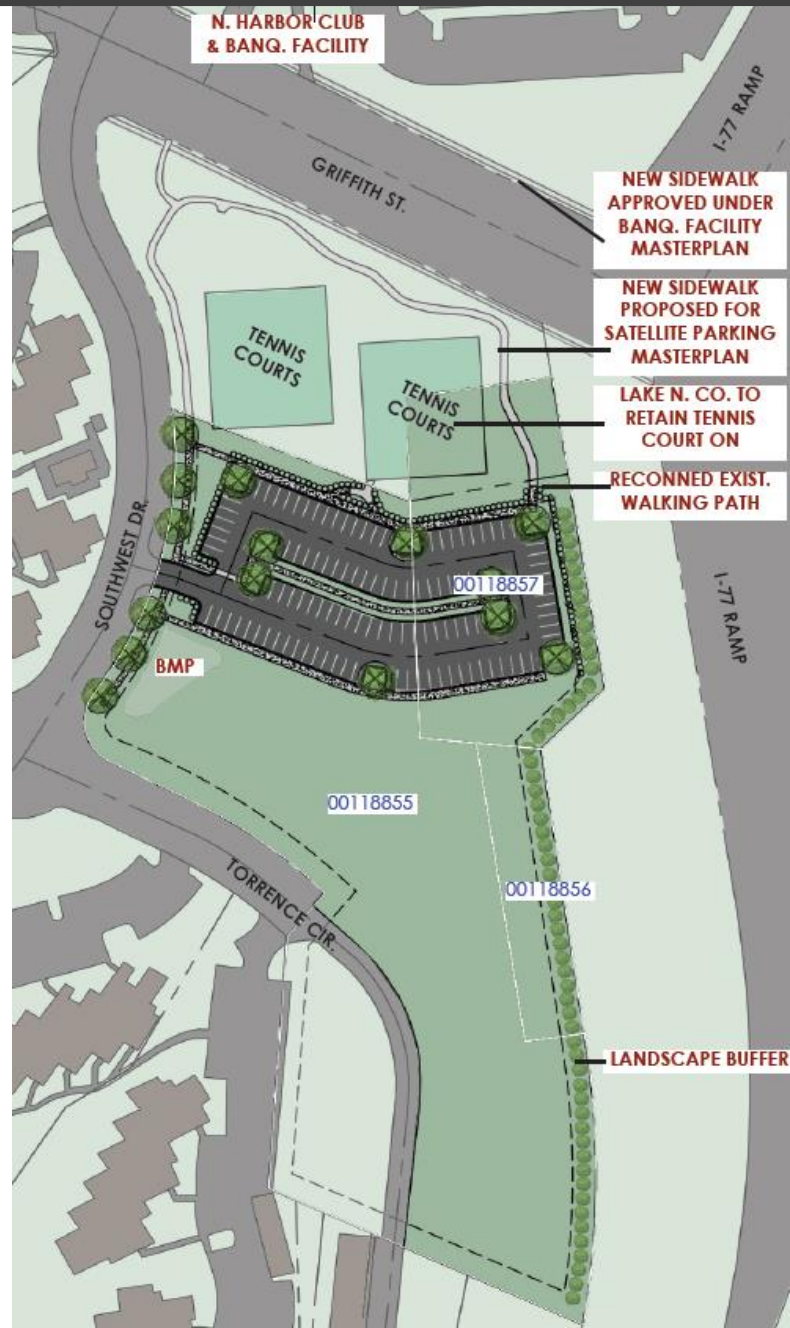 N. HARBOR CLUB
& BANQ. FACILITY
I-77 RAMP
GRIFFITH ST.
NEW SIDEWALK
APPROVED UNDER
BANQ. FACILITY
MASTERPLAN
NEW SIDEWALK
PROPOSED FOR
SATELLITE PARKING
MASTERPLAN
TENNIS
COURTS
TENNIS
COURTS
LAKE N. CO. TO
RETAIN TENNIS
COURT ON
RECONNED EXIST.
WALKING PATH
SOUTHWEST DR.
00118857
I-77 RAMP
BMP
00118855
00118856
TORRENCE CIR.
LANDSCAPE BUFFER